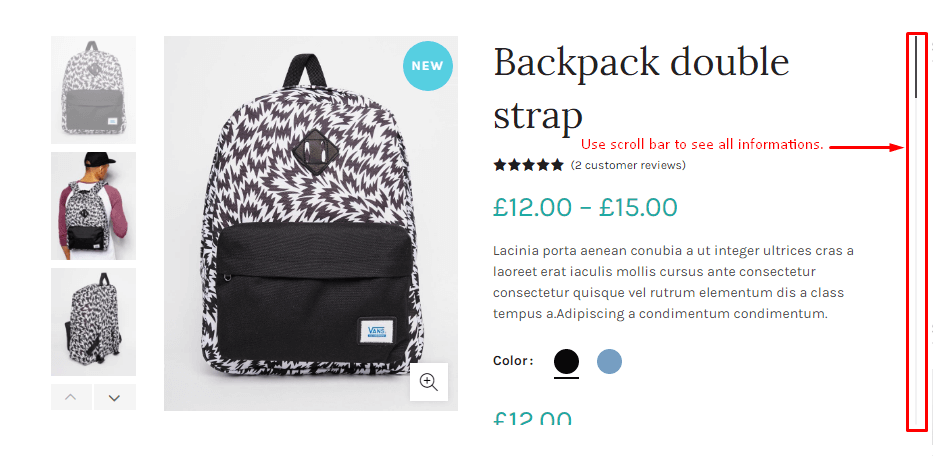 NEW
VANS
Backpack double
strap
Use scroll bar to see all informations.
(2 customer reviews)
£12.00 – £15.00
Lacinia porta aenean conubia a ut integer ultrices cras a
laoreet erat iaculis mollis cursus ante consectetur
consectetur quisque vel rutrum elementum dis a class
tempus a.Adipiscing a condimentum condimentum.
Color:
£12.00